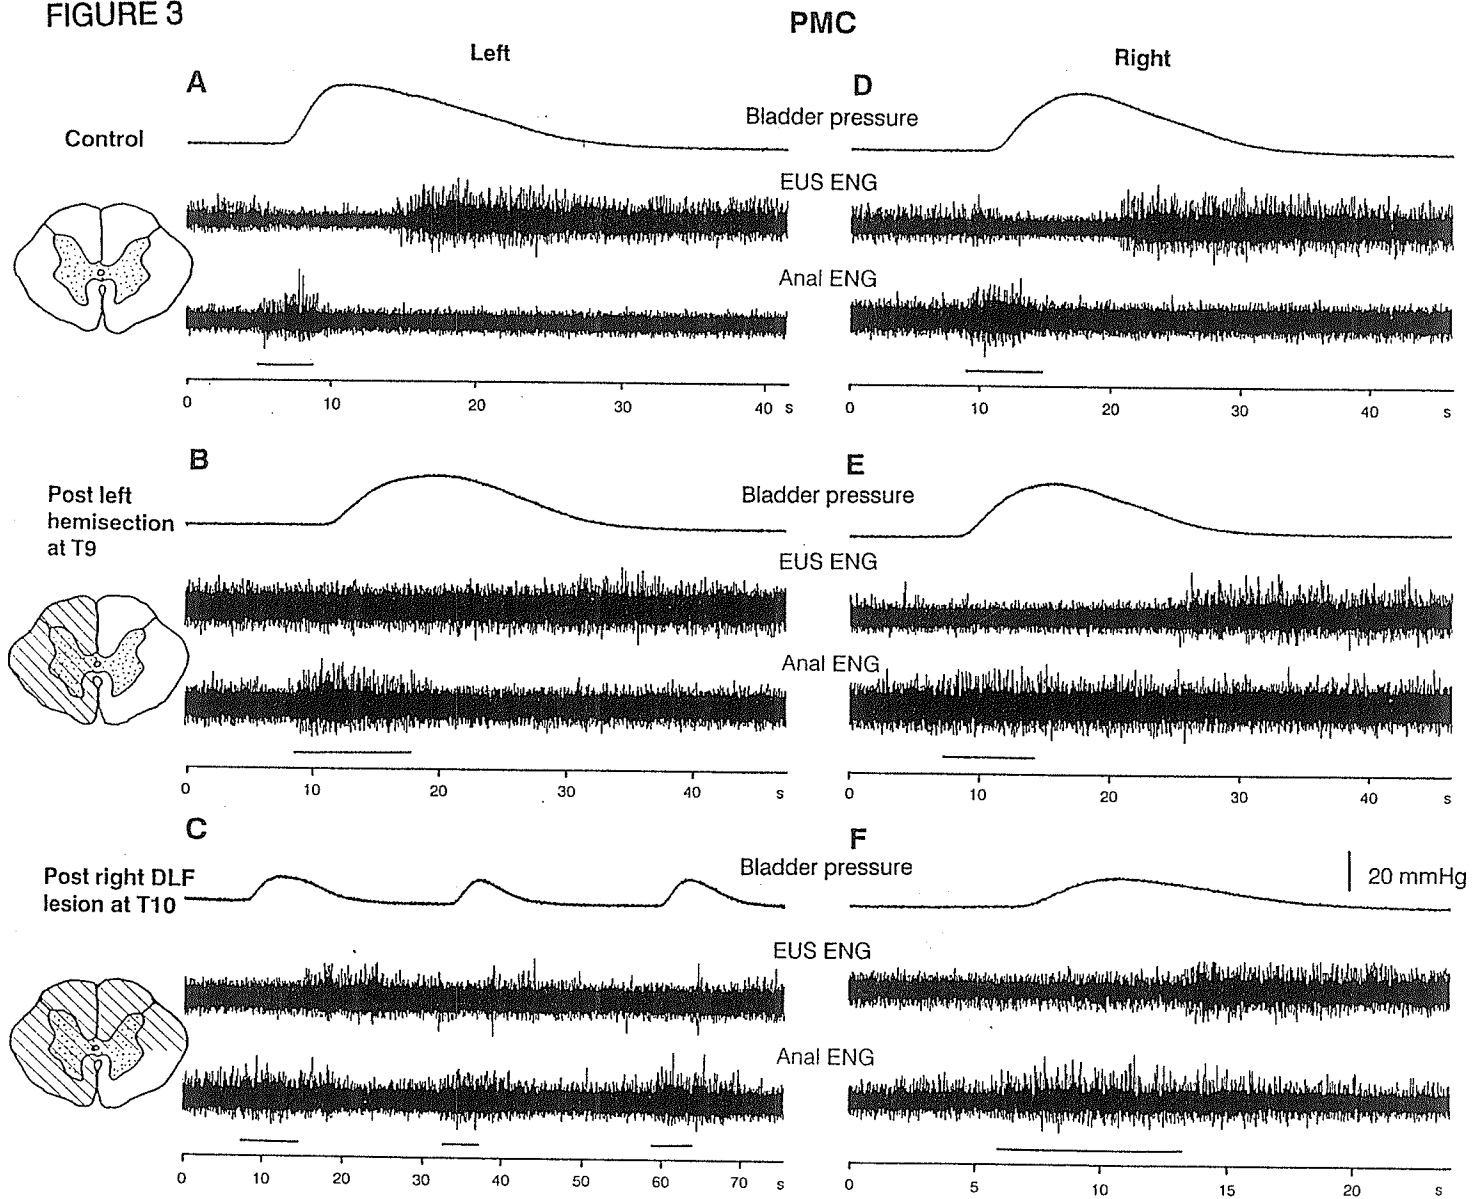 FIGURE 3
PMC
Left
Right
A
D
Control
Bladder pressure
EUS ENG
Anal ENG
0 10 20 30 40 s
0 10 20 30 40 s
B
E
Post left
hemisection
at T9
Bladder pressure
EUS ENG
Anal ENG
0 10 20 30 40 s
0 10 20 30 40 s
C
F
Post right DLF
lesion at T10
Bladder pressure
20 mmHg
EUS ENG
Anal ENG
0 10 20 30 40 50 60 70 s
0 5 10 15 20 s